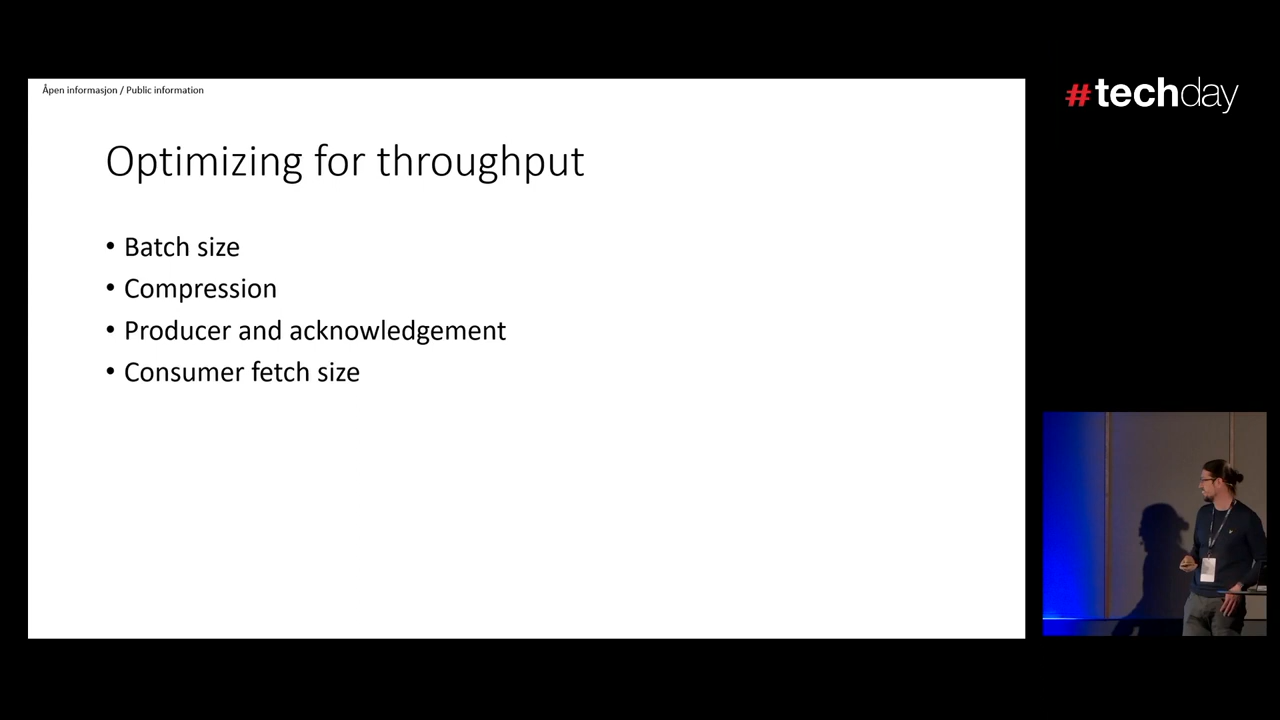 Åpen informasjon / Public information
#techday
Optimizing for throughput
• Batch size
• Compression
• Producer and acknowledgement
• Consumer fetch size